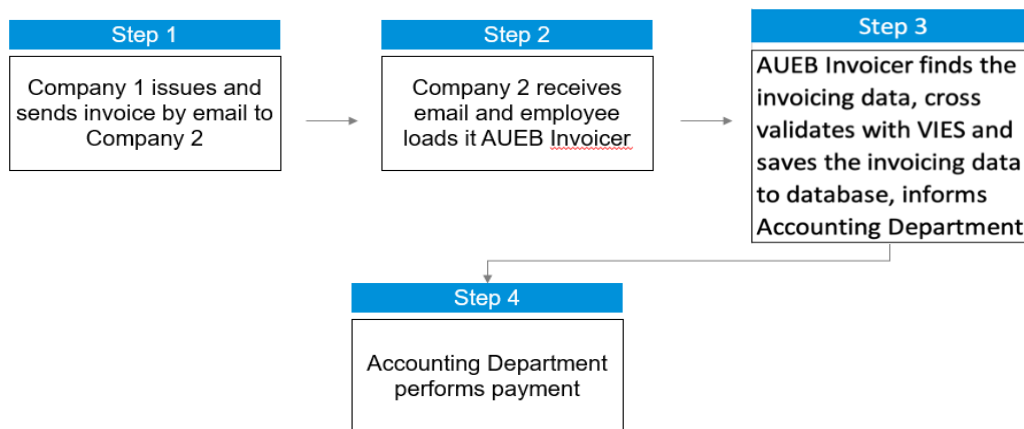 Step 1
Company 1 issues and
sends invoice by email to
Company 2
Step 2
Company 2 receives
email and employee
loads it AUEB Invoicer
Step 3
AUEB Invoicer finds the
invoicing data, cross
validates with VIES and
saves the invoicing data
to database, informs
Accounting Department
Step 4
Accounting Department
performs payment